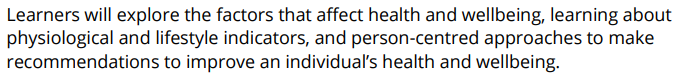 Learners will explore the factors that affect health and wellbeing, learning about
physiological and lifestyle indicators, and person-centred approaches to make
recommendations to improve an individual’s health and wellbeing.